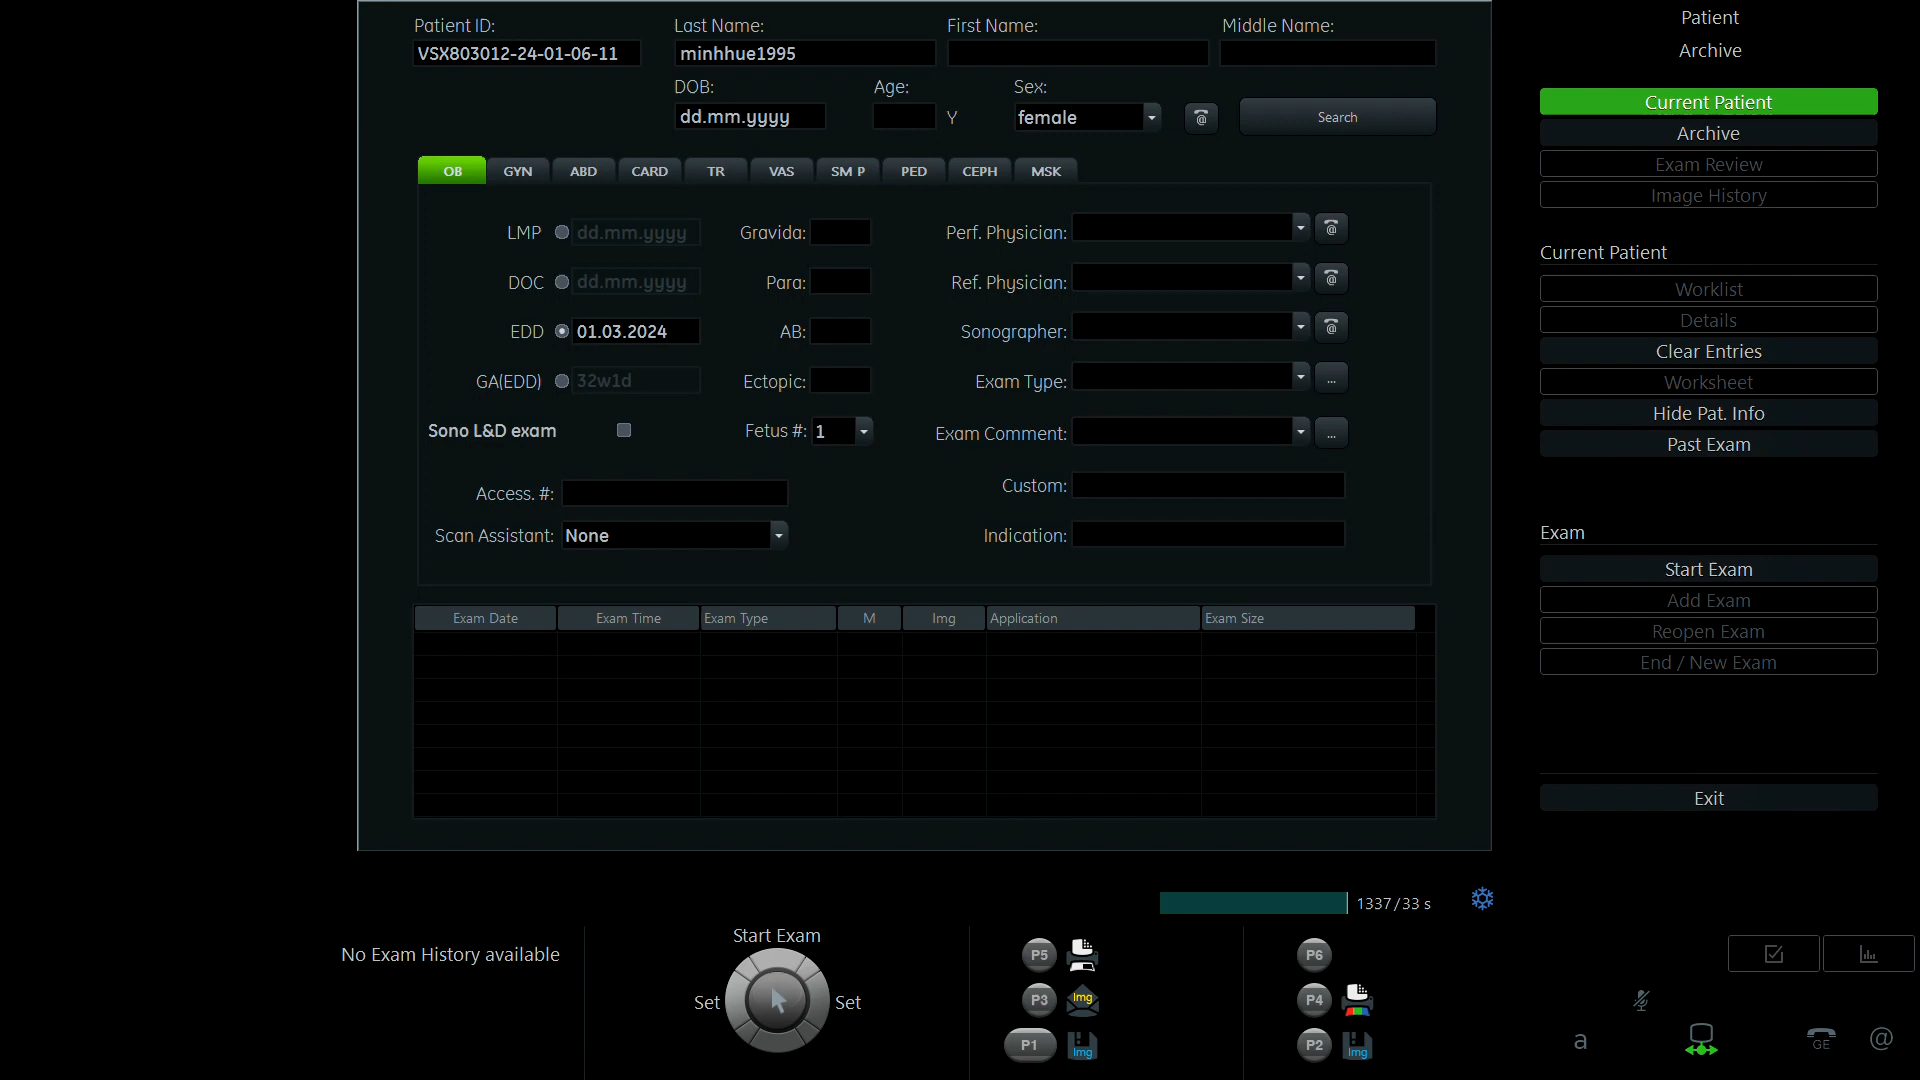 Patient ID: Last Name: First Name: Middle Name:
VSX803012-24-01-06-11 minhhue1995
DOB: Age: Sex:
dd.mm.yyyy Y female Search
OB GYN ABD CARD TR VAS SM P PED CEPH MSK
LMP dd.mm.yyyy Gravida: Perf. Physician:
DOC dd.mm.yyyy Para: Ref. Physician:
EDD 01.03.2024 AB: Sonographer:
GA(EDD) 32w1d Ectopic: Exam Type: ...
Sono L&D exam Fetus #: 1 Exam Comment: ...
Access. #: Custom:
Scan Assistant: None Indication:
Exam Date Exam Time Exam Type M Img Application Exam Size
1337/33 s
No Exam History available
Start Exam
Set Set
P5
P3 Img
P1 Img
P6
P4
P2 Img
Patient
Archive
Current Patient
Archive
Exam Review
Image History
Current Patient
Worklist
Details
Clear Entries
Worksheet
Hide Pat. Info
Past Exam
Exam
Start Exam
Add Exam
Reopen Exam
End / New Exam
Exit
a GE @